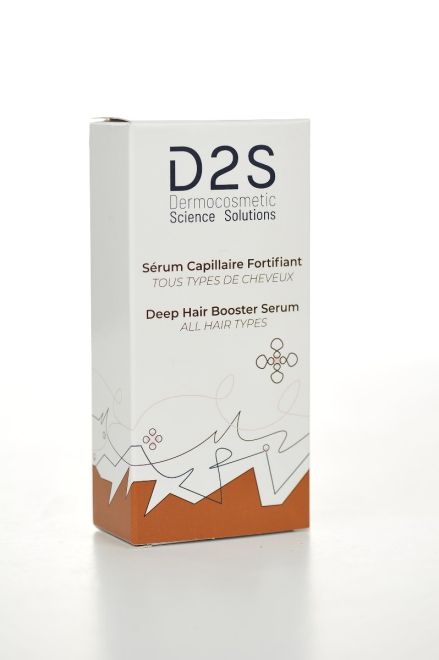 D2S
Dermocosmetic
Science Solutions
Sérum Capillaire Fortifiant
TOUS TYPES DE CHEVEUX
Deep Hair Booster Serum
ALL HAIR TYPES